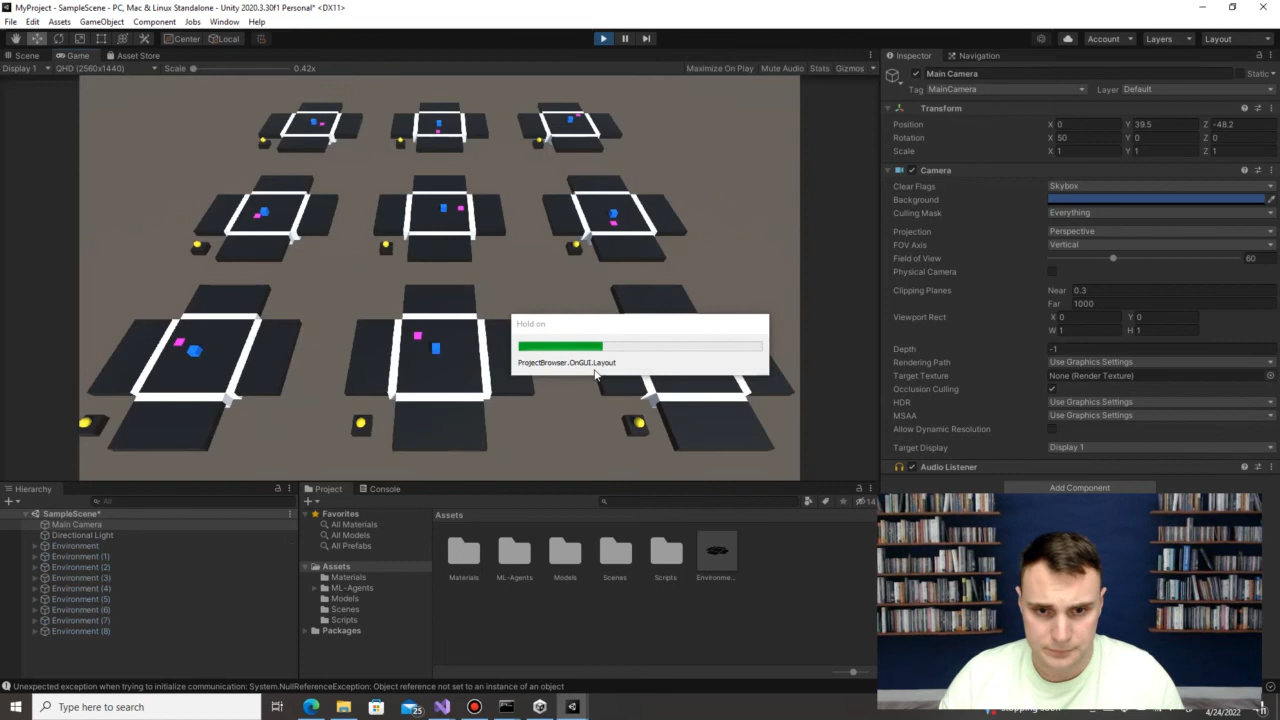 MyProject - SampleScene - PC, Mac & Linux Standalone - Unity 2020.3.30f1 Personal* <DX11>
File Edit Assets GameObject Component Jobs Window Help
Center Local Account Layers Layout
Scene Game Asset Store Inspector Navigation
Display 1 QHD (2560x1440) Scale 0.42x Maximize On Play Mute Audio Stats Gizmos
Main Camera Static
Tag MainCamera Layer Default
Transform
Position X 0 Y 39.5 Z -48.2
Rotation X 50 Y 0 Z 0
Scale X 1 Y 1 Z 1
Camera
Clear Flags Skybox
Background
Culling Mask Everything
Projection Perspective
FOV Axis Vertical
Field of View 60
Physical Camera
Clipping Planes Near 0.3
Far 1000
Viewport Rect X 0 Y 0
W 1 H 1
Depth -1
Rendering Path Use Graphics Settings
Target Texture None (Render Texture)
Occlusion Culling
HDR Use Graphics Settings
MSAA Use Graphics Settings
Allow Dynamic Resolution
Target Display Display 1
Audio Listener
Add Component
Hold on
ProjectBrowser.OnGUI.Layout
Hierarchy
All
SampleScene*
Main Camera
Directional Light
Environment
Environment (1)
Environment (2)
Environment (3)
Environment (4)
Environment (5)
Environment (6)
Environment (7)
Environment (8)
Project Console
14
Favorites
All Materials
All Models
All Prefabs
Assets
Materials
ML-Agents
Models
Scenes
Scripts
Packages
Assets
Materials ML-Agents Models Scenes Scripts Environme...
Unexpected exception when trying to initialize communication: System.NullReferenceException: Object reference not set to an instance of an object
Type here to search
25
4/24/2022